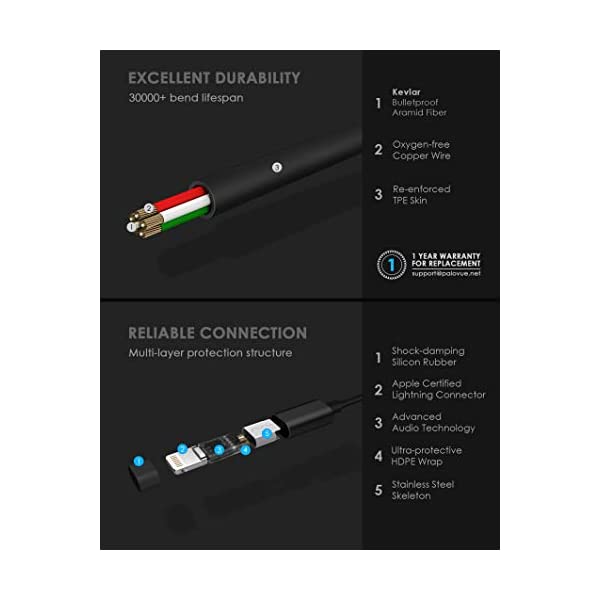 EXCELLENT DURABILITY
30000+ bend lifespan
1 Kevlar
Bulletproof
Aramid Fiber
2 Oxygen-free
Copper Wire
3 Re-enforced
TPE Skin
3
2
1
1 1 YEAR WARRANTY
FOR REPLACEMENT
support@palovue.net
RELIABLE CONNECTION
Multi-layer protection structure
1 Shock-damping
Silicon Rubber
2 Apple Certified
Lightning Connector
3 Advanced
Audio Technology
4 Ultra-protective
HDPE Wrap
5 Stainless Steel
Skeleton
1
2
3
4
5